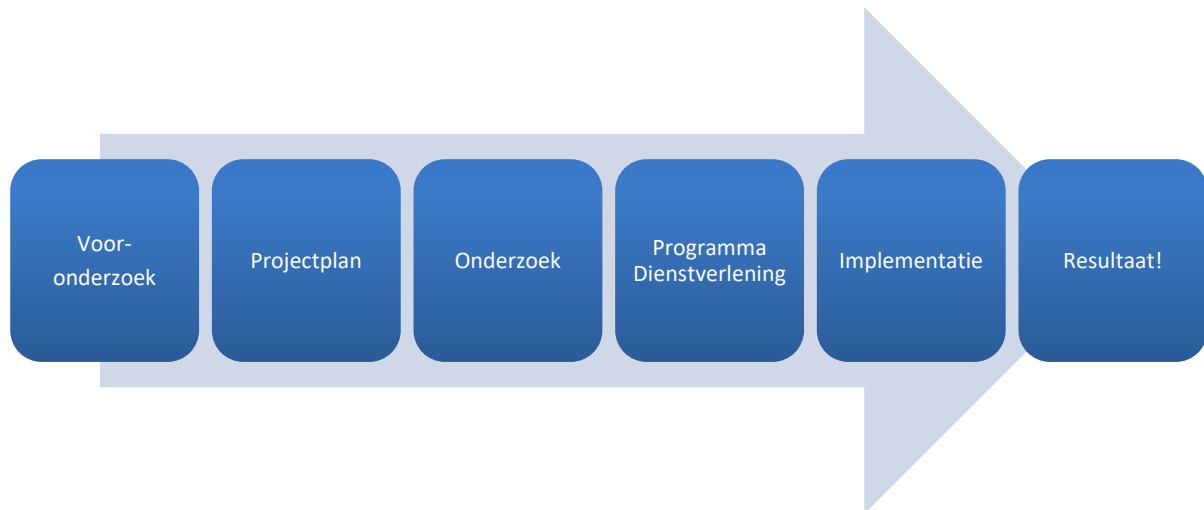 Voor-
onderzoek
Projectplan
Onderzoek
Programma
Dienstverlening
Implementatie
Resultaat!